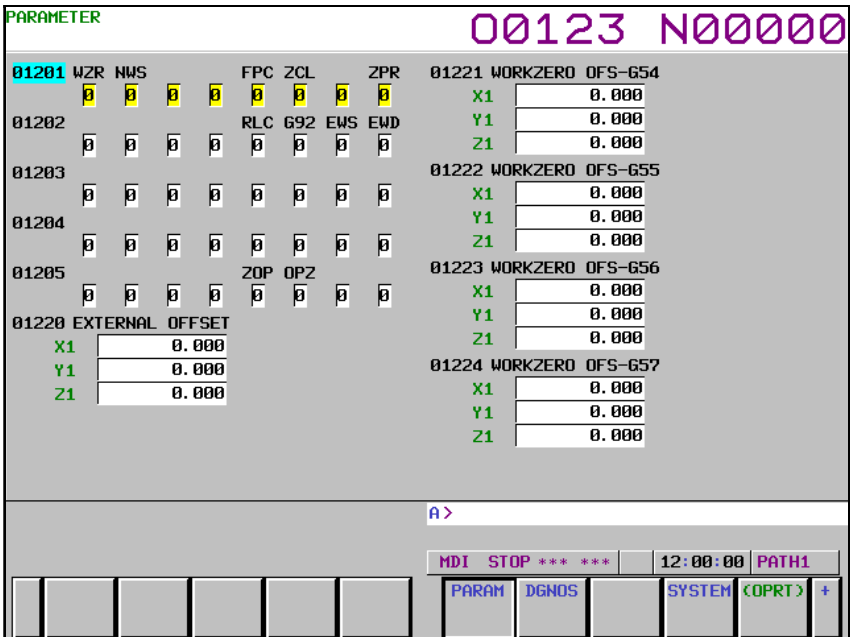 PARAMETER
O0123 N00000
01201 WZR NWS FPC ZCL ZPR
0 0 0 0 0 0 0 0
01202 RLC G92 EWS EWD
0 0 0 0 0 0 0 0
01203
0 0 0 0 0 0 0 0
01204
0 0 0 0 0 0 0 0
01205 ZOP OPZ
0 0 0 0 0 0 0 0
01220 EXTERNAL OFFSET
X1 0.000
Y1 0.000
Z1 0.000
01221 WORKZERO OFS-G54
X1 0.000
Y1 0.000
Z1 0.000
01222 WORKZERO OFS-G55
X1 0.000
Y1 0.000
Z1 0.000
01223 WORKZERO OFS-G56
X1 0.000
Y1 0.000
Z1 0.000
01224 WORKZERO OFS-G57
X1 0.000
Y1 0.000
Z1 0.000
A>
MDI STOP *** *** 12:00:00 PATH1
PARAM DGNOS SYSTEM (OPRT) +